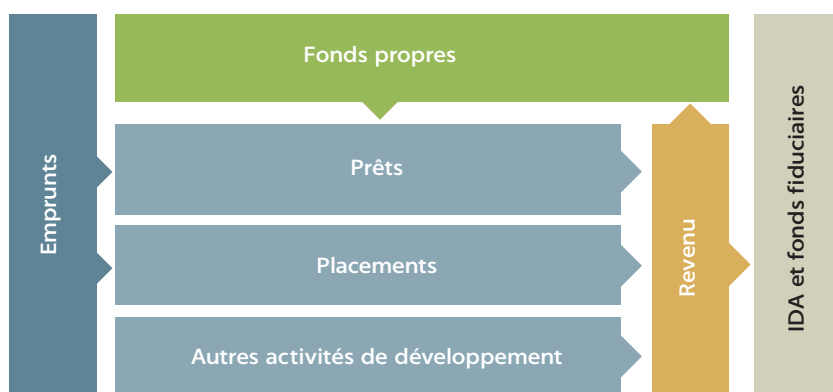 Emprunts
Fonds propres
Prêts
Placements
Autres activités de développement
Revenu
IDA et fonds fiduciaires